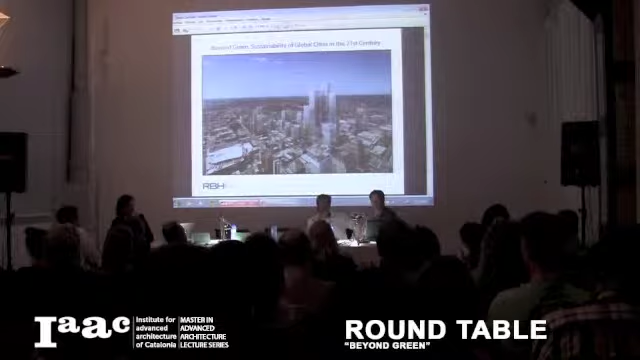 Beyond Green, Sustainability of Global Cities in the 21st Century
RBH
Iaac
Institute for
advanced
architecture
of Catalonia
MASTER IN
ADVANCED
ARCHITECTURE
LECTURE SERIES
ROUND TABLE
"BEYOND GREEN"